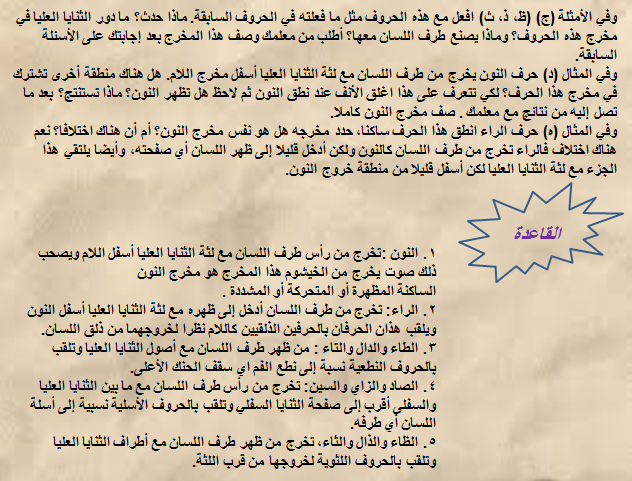 وفي الأمثلة (ج) (ظ، ذ، ث) افعل مع هذه الحروف مثل ما فعلته في الحروف السابقة. ماذا حدث؟ ما دور الثنايا العليا في
مخرج هذه الحروف؟ وماذا يصنع طرف اللسان معها؟ أطلب من معلمك وصف هذا المخرج بعد إجابتك على الأسئلة
السابقة.
وفي المثال (د) حرف النون يخرج من طرف اللسان مع لثة الثنايا العليا أسفل مخرج اللام. هل هناك منطقة أخرى تشترك
في مخرج هذا الحرف؟ لكي تتعرف على هذا اغلق الأنف عند نطق النون ثم لاحظ هل تظهر النون؟ ماذا تستنتج؟ بعد ما
تصل إليه من نتائج مع معلمك . صف مخرج النون كاملا.
وفي المثال (ه) حرف الراء انطق هذا الحرف ساكنا، حدد مخرجه هل هو نفس مخرج النون؟ أم أن هناك اختلافا؟ نعم
هناك اختلاف فالراء تخرج من طرف اللسان كالنون ولكن أدخل قليلا إلى ظهر اللسان أي صفحته، وأيضا يلتقي هذا
الجزء مع لثة الثنايا العليا لكن أسفل قليلا من منطقة خروج النون.
القاعدة
١. النون :تخرج من رأس طرف اللسان مع لثة الثنايا العليا أسفل اللام ويصحب
ذلك صوت يخرج من الخيشوم هذا المخرج هو مخرج النون
الساكنة المظهرة أو المتحركة أو المشددة .
٢. الراء: تخرج من طرف اللسان أدخل إلى ظهره مع لثة الثنايا العليا أسفل النون
ويلقب هذان الحرفان بالحرفين الذلقيين كاللام نظرا لخروجهما من ذلق اللسان.
٣. الطاء والدال والتاء : من ظهر طرف اللسان مع أصول الثنايا العليا وتلقب
بالحروف النطعية نسبة إلى نطع الفم اي سقف الحنك الأعلى.
٤. الصاد والزاي والسين: تخرج من رأس طرف اللسان مع ما بين الثنايا العليا
والسفلي أقرب إلى صفحة الثنايا السفلي وتلقب بالحروف الأسلية نسبية إلى أسلة
اللسان أي طرفه.
٥. الظاء والذال والثاء، تخرج من ظهر طرف اللسان مع أطراف الثنايا العليا
وتلقب بالحروف اللثوية لخروجها من قرب اللثة.